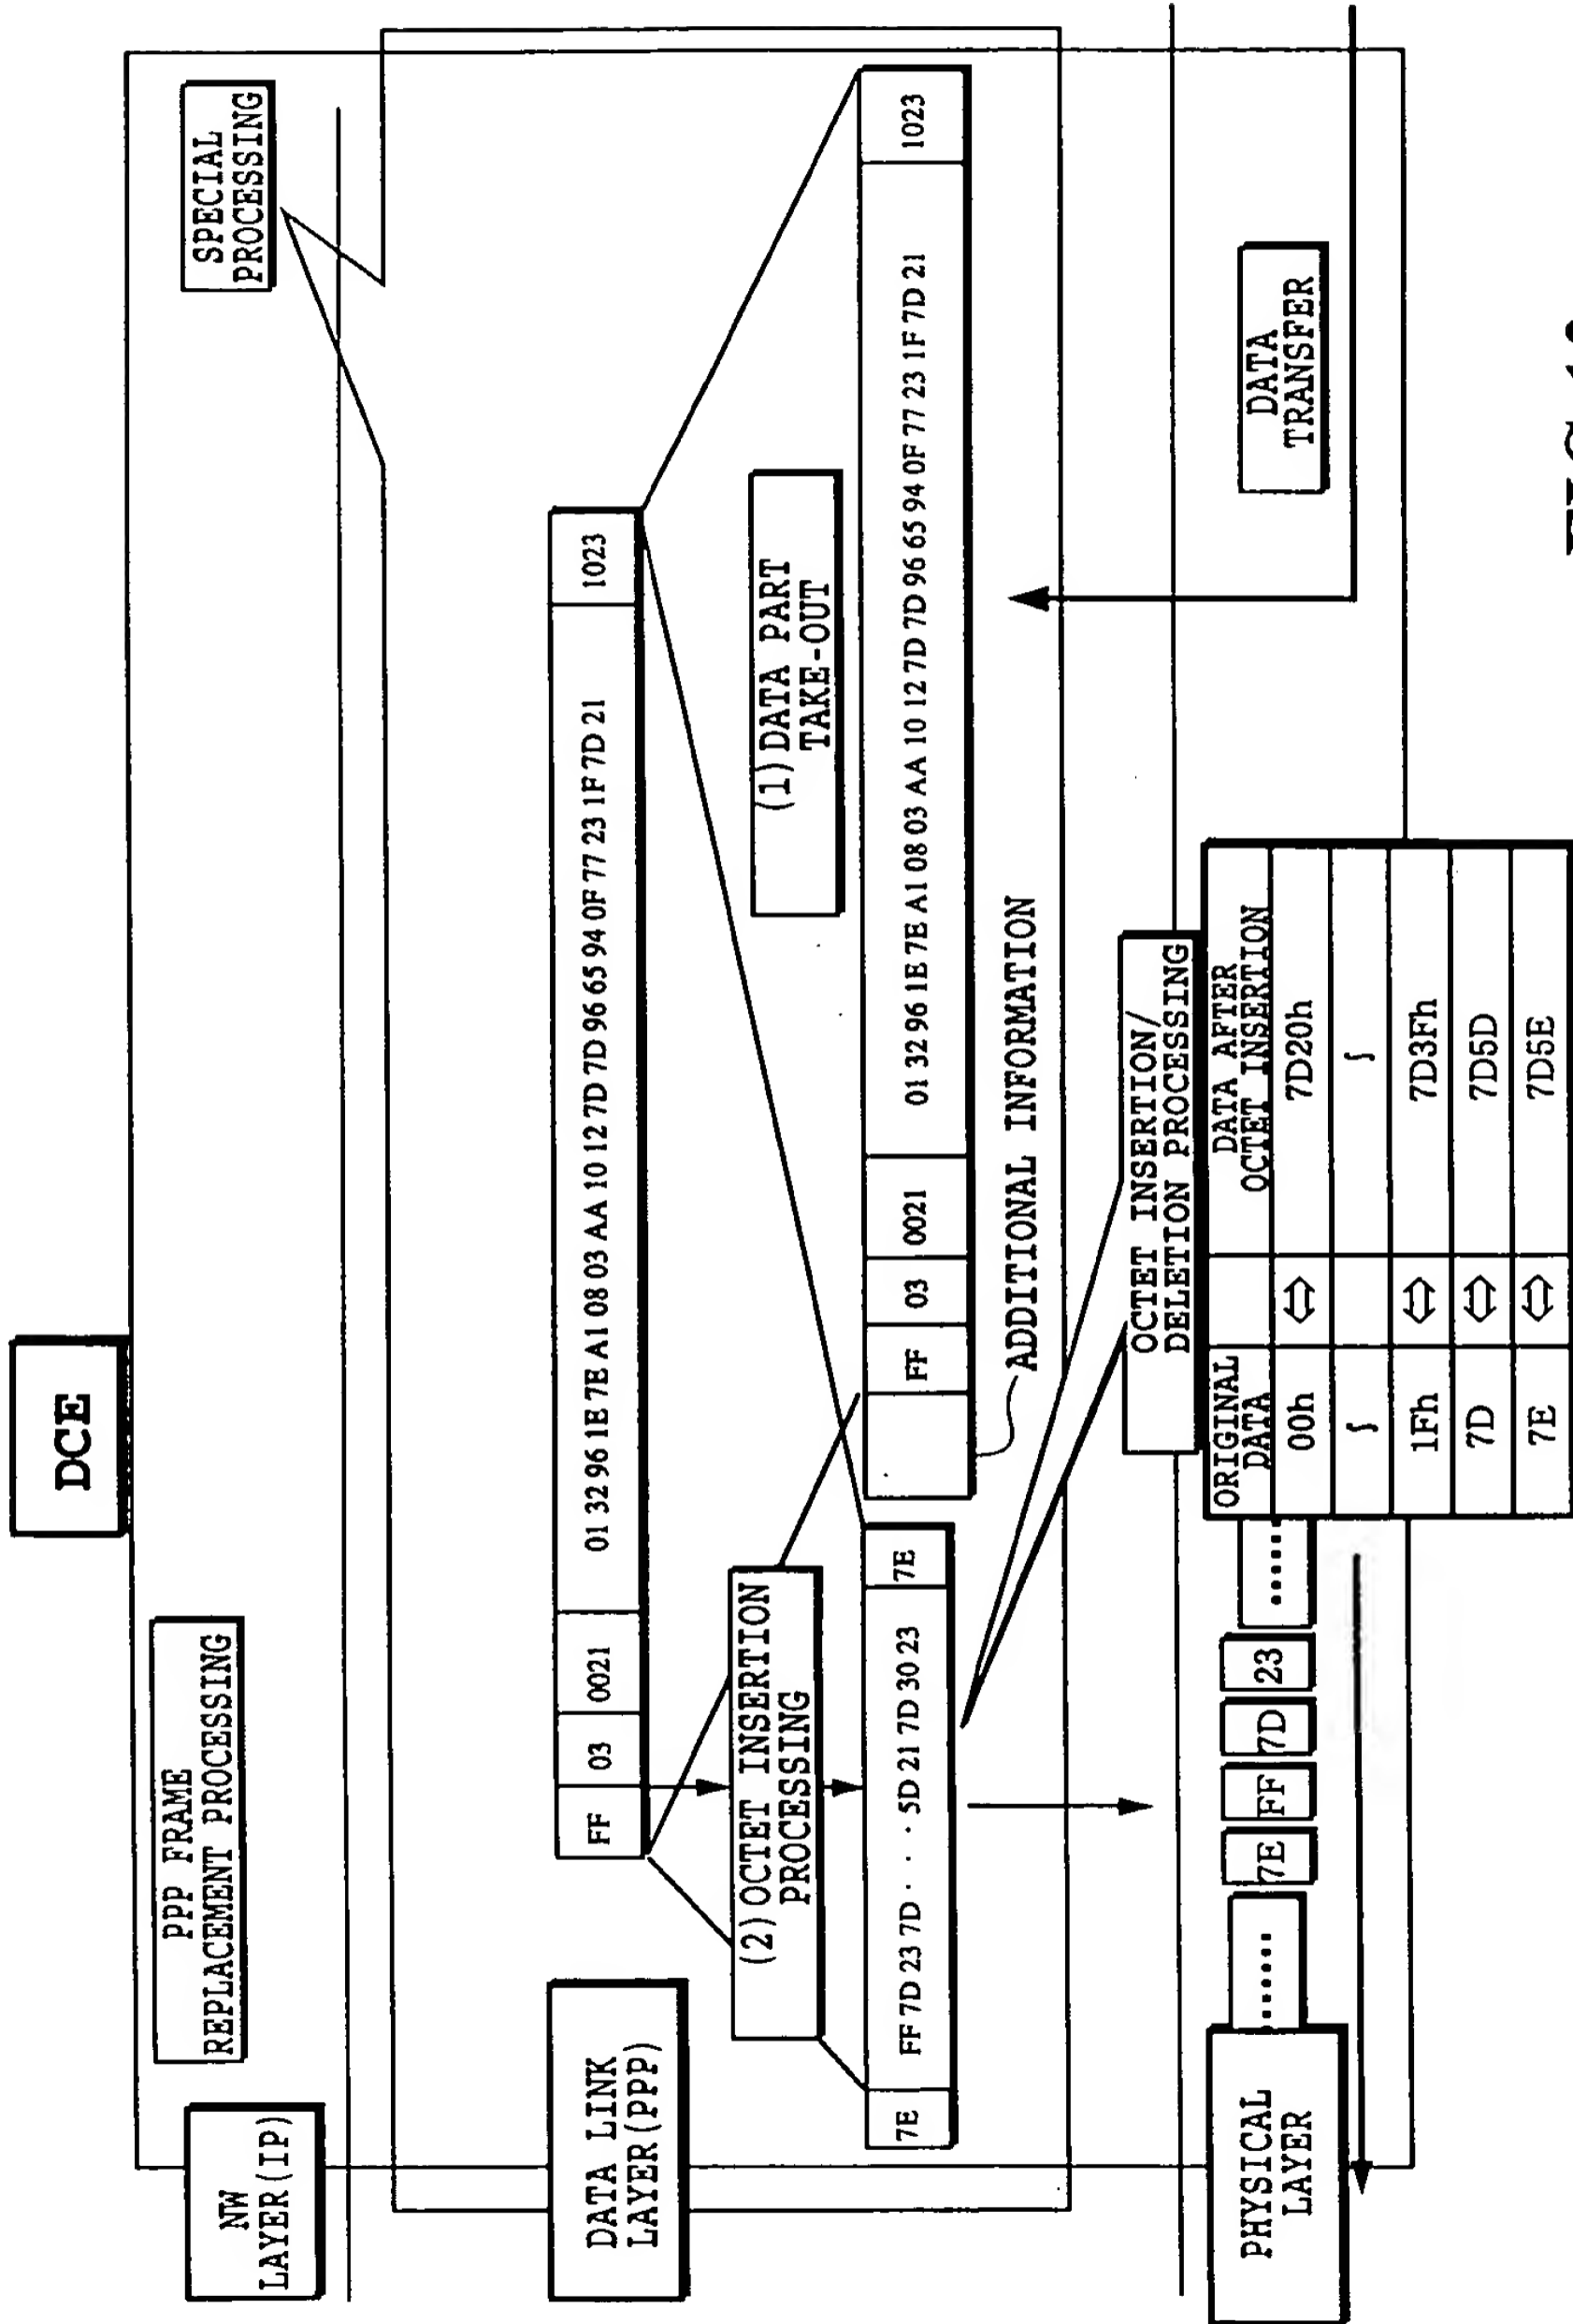 DCE
PPP FRAME
REPLACEMENT PROCESSING
SPECIAL
PROCESSING
NW
LAYER(IP)
FF 03 0021 01 32 96 1E 7E A1 08 03 AA 10 12 7D 7D 96 65 94 0F 77 23 1F 7D 21 1023
DATA LINK
LAYER(PPP)
(2)OCTET INSERTION
PROCESSING
(1)DATA PART
TAKE-OUT
7E FF 7D 23 7D · · · 5D 21 7D 30 23 7E
FF 03 0021 01 32 96 1E 7E A1 08 03 AA 10 12 7D 7D 96 65 94 0F 77 23 1F 7D 21 1023
ADDITIONAL INFORMATION
OCTET INSERTION/
DELETION PROCESSING
PHYSICAL
LAYER
······· 7E FF 7D 23 ·····
DATA
TRANSFER
ORIGINAL
DATA
DATA AFTER
OCTET INSERTION
00h ⇔ 7D20h
∫ ∫
1Fh ⇔ 7D3Fh
7D ⇔ 7D5D
7E ⇔ 7D5E